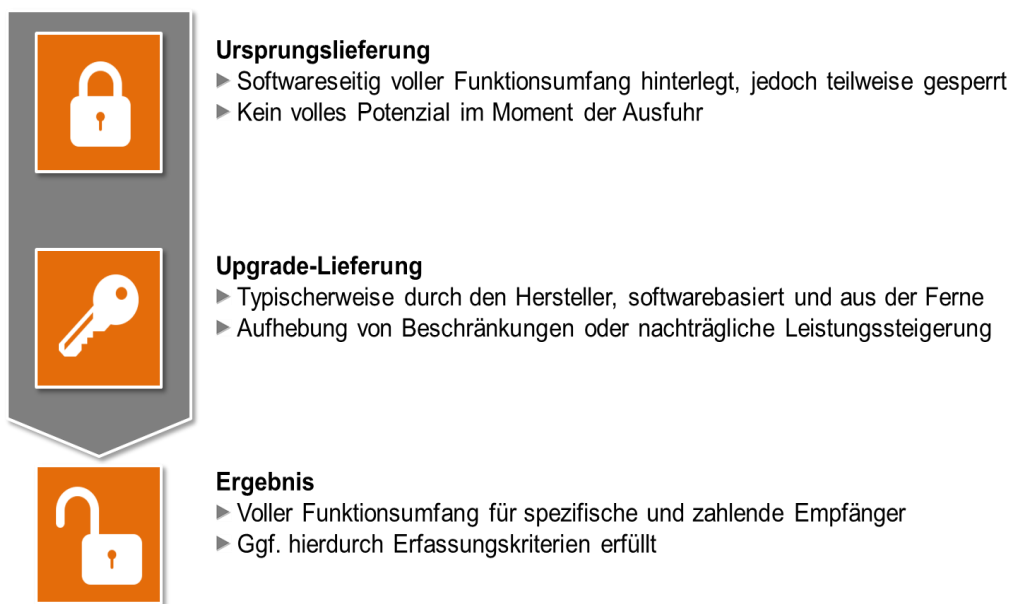 Ursprungslieferung
▶ Softwareseitig voller Funktionsumfang hinterlegt, jedoch teilweise gesperrt
▶ Kein volles Potenzial im Moment der Ausfuhr
Upgrade-Lieferung
▶ Typischerweise durch den Hersteller, softwarebasiert und aus der Ferne
▶ Aufhebung von Beschränkungen oder nachträgliche Leistungssteigerung
Ergebnis
▶ Voller Funktionsumfang für spezifische und zahlende Empfänger
▶ Ggf. hierdurch Erfassungskriterien erfüllt